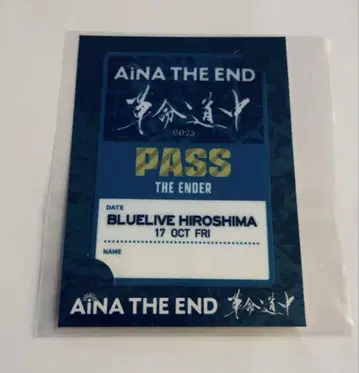 AiNA THE END
革命道中
2025
PASS
THE ENDER
DATE
BLUELIVE HIROSHIMA
17 OCT FRI
NAME
AiNA THE END 革命道中